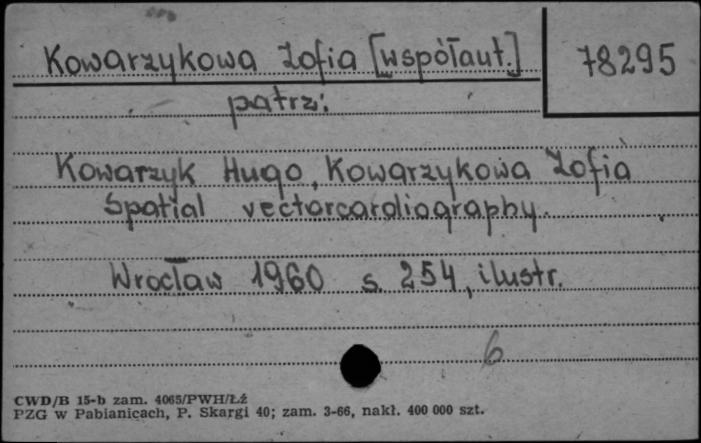 Kowarzykowa Zofia [współaut.]
78295
patrz:
Kowarzyk Hugo, Kowarzykowa Zofia
Spatial vectorcardiography.
Wrocław 1960 s. 254, ilustr.
6
CWD/B 15-b zam. 4065/PWH/Łź
PZG w Pabianicach, P. Skargi 40; zam. 3-66, nakł. 400 000 szt.